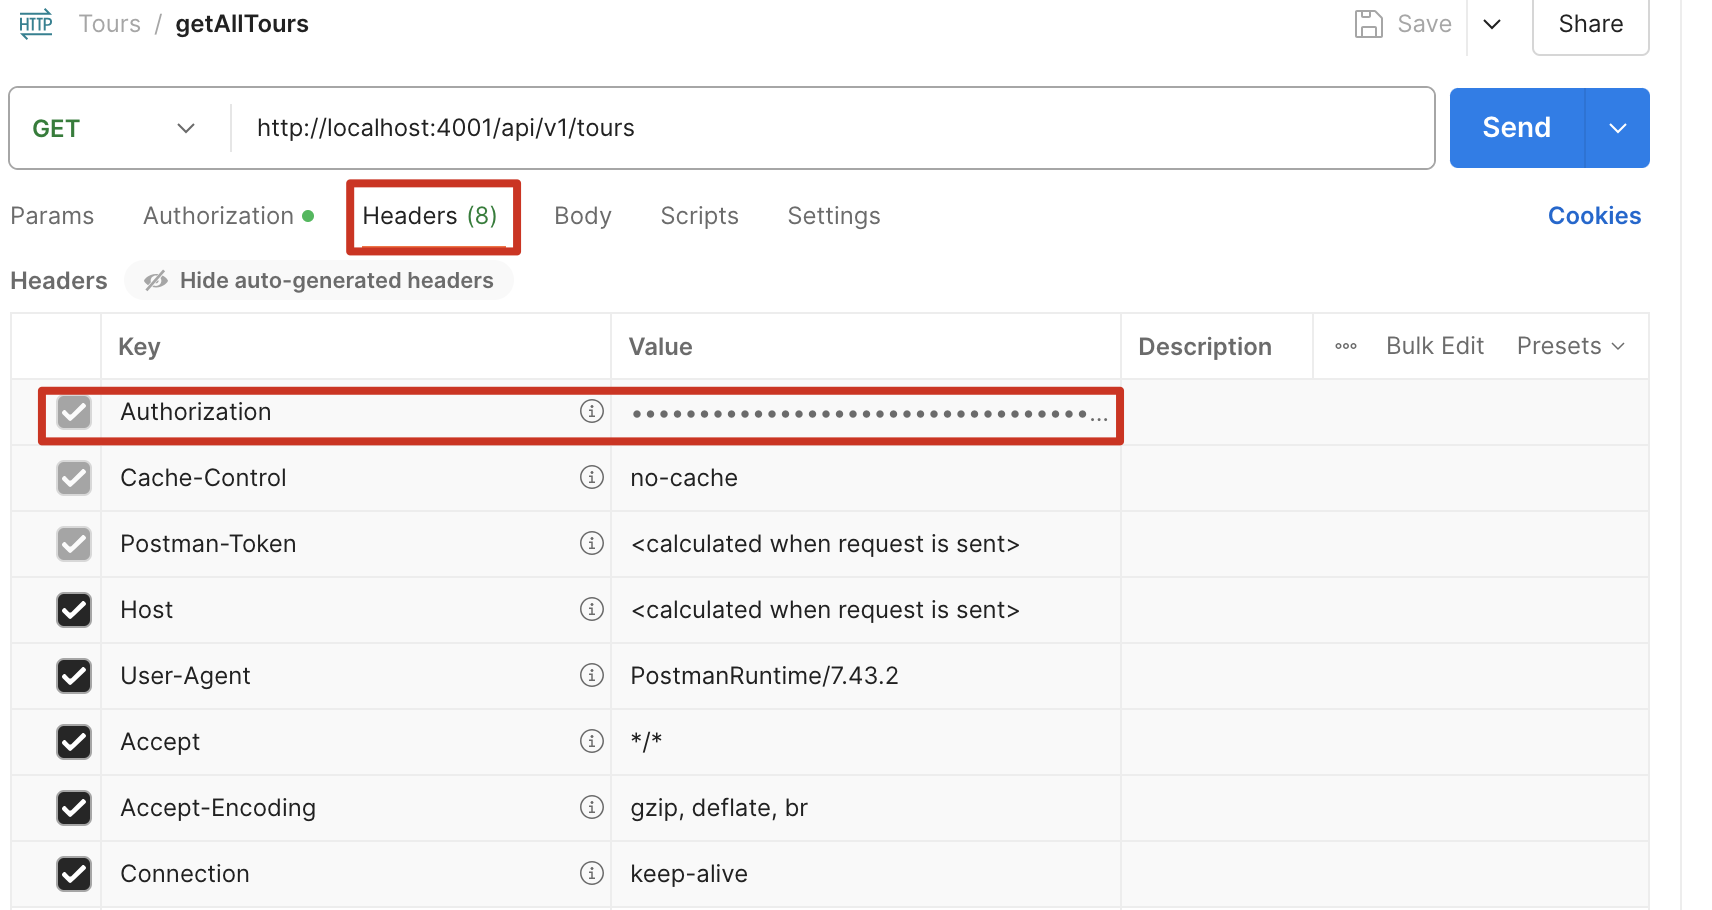 HTTP Tours / getAllTours Save Share
GET http://localhost:4001/api/v1/tours Send
Params Authorization Headers (8) Body Scripts Settings Cookies
Headers Hide auto-generated headers
Key Value Description ••• Bulk Edit Presets
Authorization ••••••••••••••••••••••••••••••••••...
Cache-Control no-cache
Postman-Token <calculated when request is sent>
Host <calculated when request is sent>
User-Agent PostmanRuntime/7.43.2
Accept */*
Accept-Encoding gzip, deflate, br
Connection keep-alive